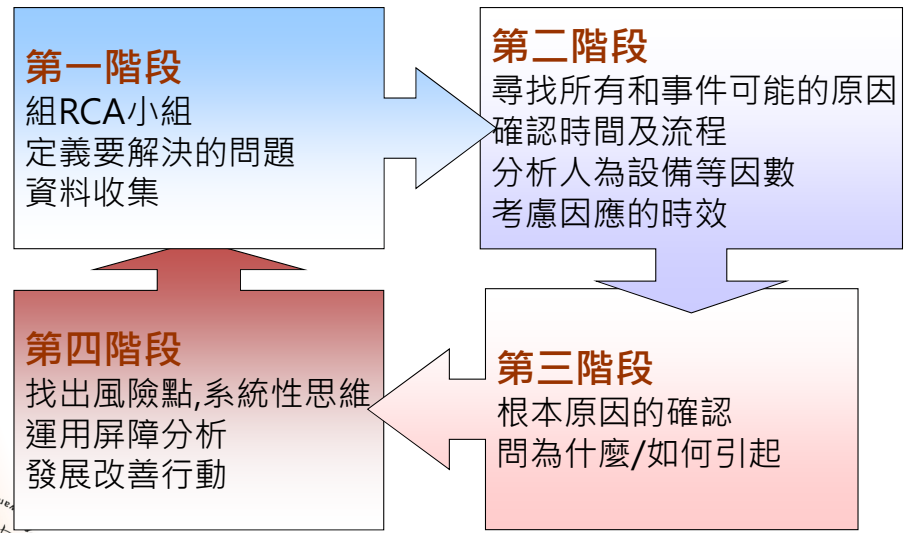 第一階段
組RCA小組
定義要解決的問題
資料收集
第二階段
尋找所有和事件可能的原因
確認時間及流程
分析人為設備等因數
考慮因應的時效
第三階段
根本原因的確認
問為什麼/如何引起
第四階段
找出風險點,系統性思維
運用屏障分析
發展改善行動